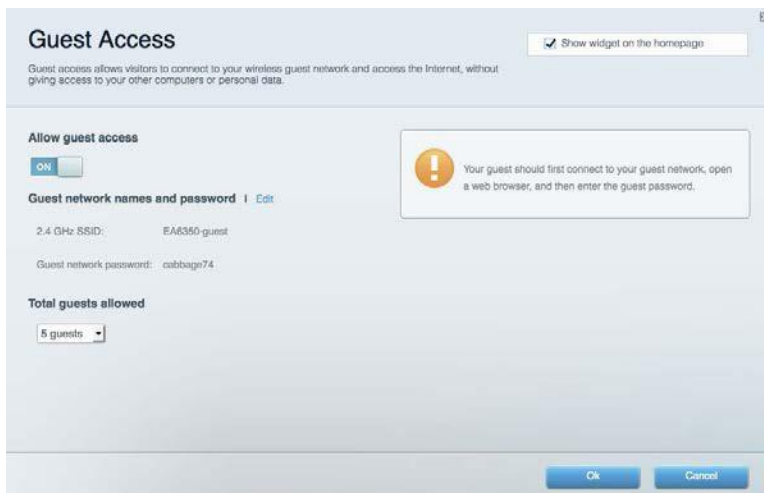 Guest Access
Show widget on the homepage
Guest access allows visitors to connect to your wireless guest network and access the Internet, without
giving access to your other computers or personal data.
Allow guest access
ON
Your guest should first connect to your guest network, open
a web browser, and then enter the guest password.
Guest network names and password | Edit
2.4 GHz SSID: EA6350-guest
Guest network password: cabbage74
Total guests allowed
5 guests
Ok
Cancel